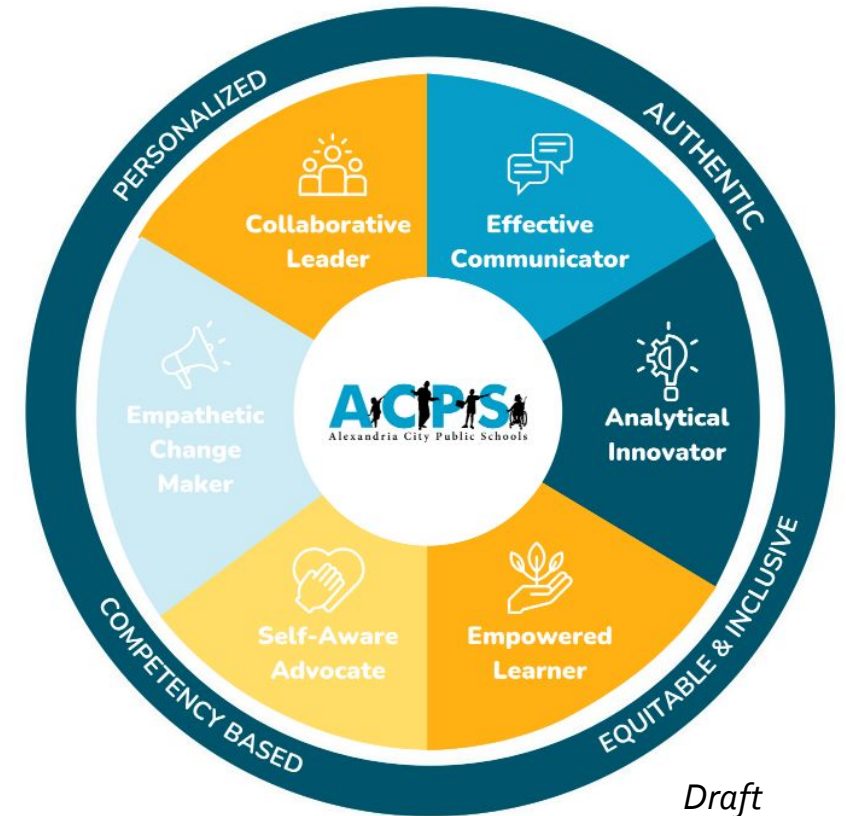 PERSONALIZED
AUTHENTIC
Collaborative
Leader
Effective
Communicator
Empathetic
Change
Maker
ACPS
Alexandria City Public Schools
Analytical
Innovator
Self-Aware
Advocate
Empowered
Learner
COMPETENCY BASED
EQUITABLE & INCLUSIVE
Draft